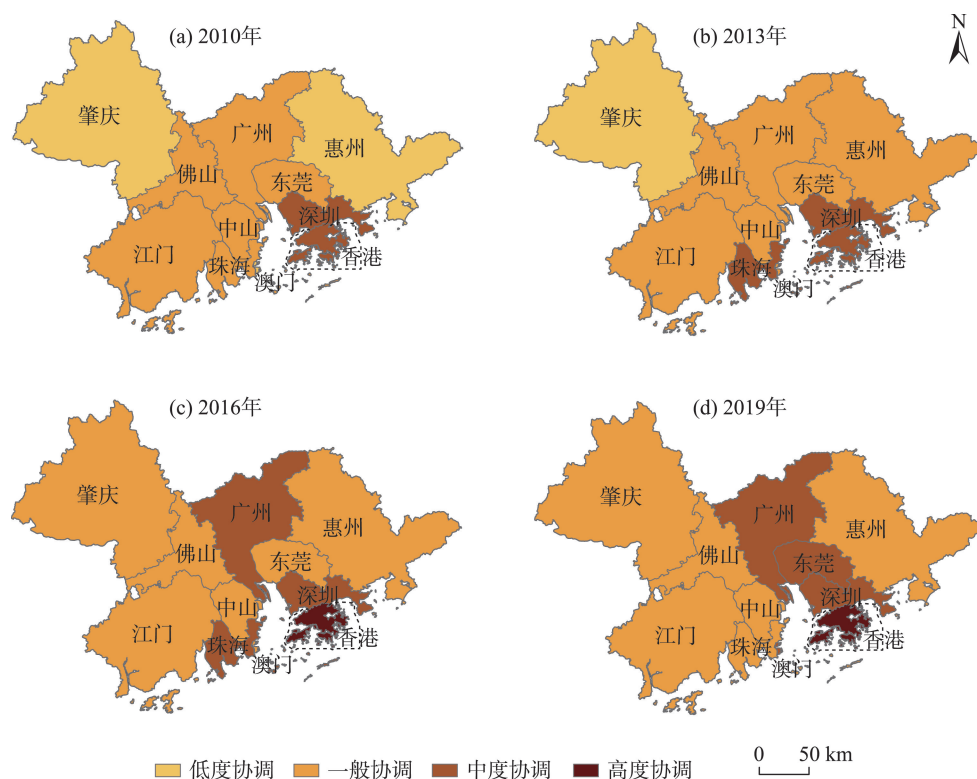 (a) 2010年
肇庆
广州
惠州
佛山
东莞
深圳
中山
江门
珠海
香港
澳门
(b) 2013年
N
肇庆
广州
惠州
佛山
东莞
深圳
中山
江门
珠海
香港
澳门
(c) 2016年
肇庆
广州
惠州
佛山
东莞
深圳
中山
江门
珠海
香港
澳门
(d) 2019年
肇庆
广州
惠州
佛山
东莞
深圳
中山
江门
珠海
香港
澳门
低度协调 一般协调 中度协调 高度协调
0 50 km